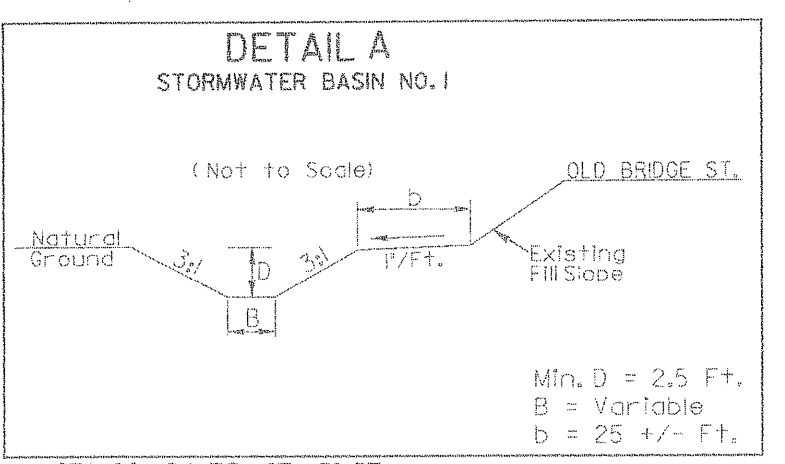 DETAIL A
STORMWATER BASIN NO. 1
(Not to Scale)
OLD BRIDGE ST.
b
Natural
Ground
3:1
D
3:1
1"/Ft.
Existing
Fill Slope
B
Min. D = 2.5 Ft.
B = Variable
b = 25 +/- Ft.